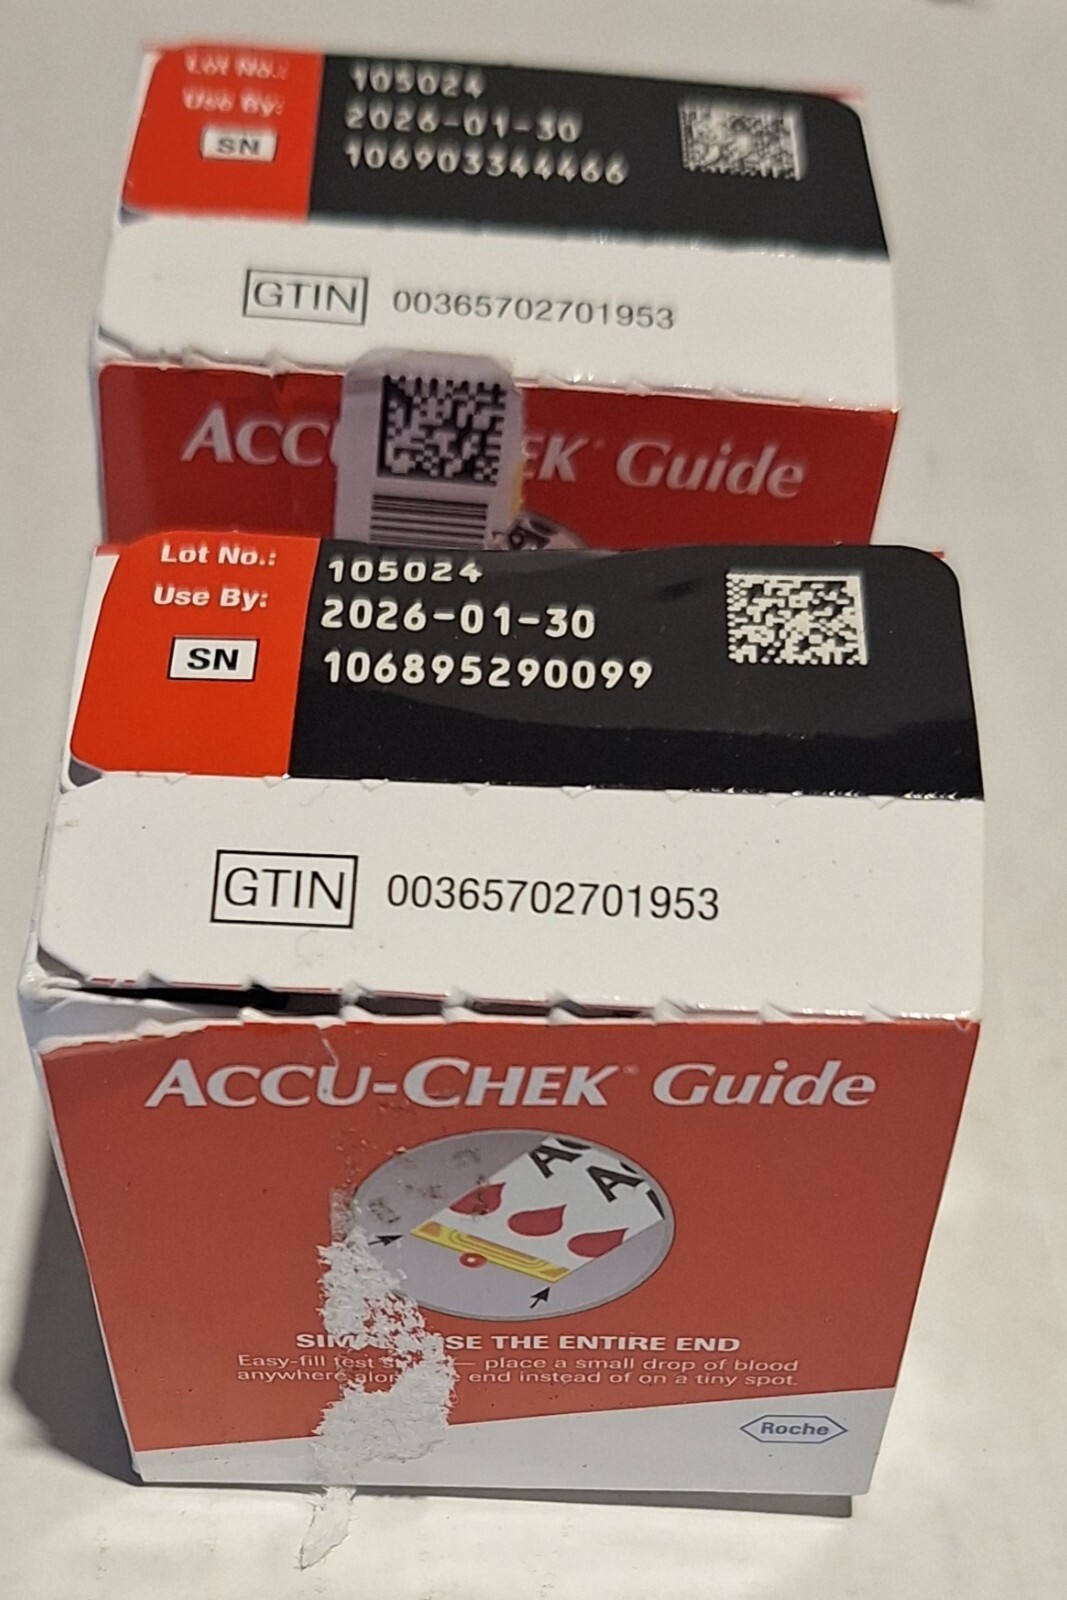 Lot No.: 105024
Use By: 2026-01-30
SN 106903344466
GTIN 00365702701953
ACCU-CHEK Guide
Lot No.: 105024
Use By: 2026-01-30
SN 106895290099
GTIN 00365702701953
ACCU-CHEK® Guide
USE THE ENTIRE END
Easy-fill test — place a small drop of blood
anywhere end instead of on a tiny spot.
Roche